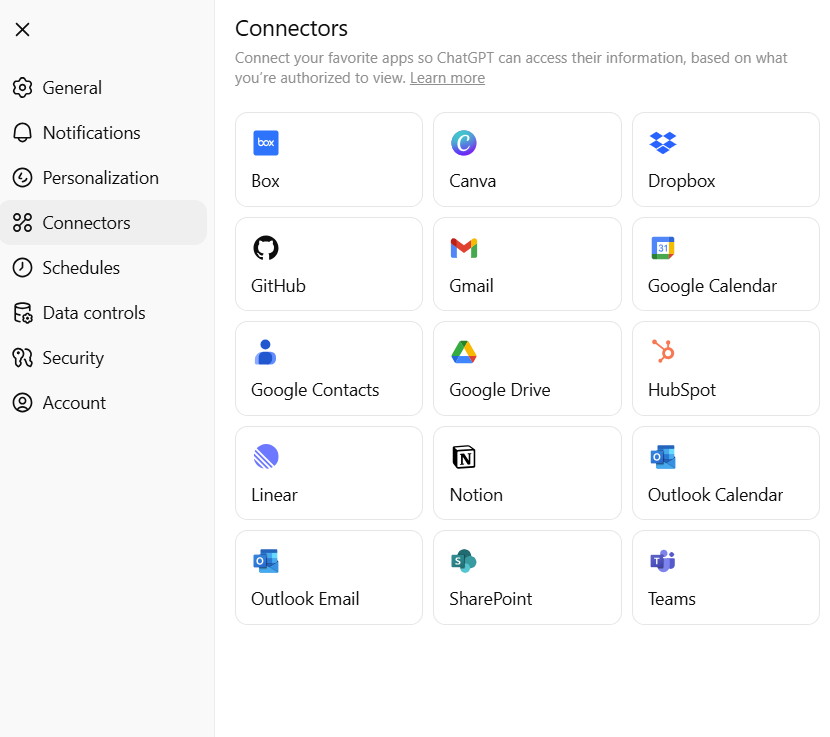 Connectors
Connect your favorite apps so ChatGPT can access their information, based on what
you're authorized to view. Learn more
General
Notifications
Personalization
Connectors
Schedules
Data controls
Security
Account
box
Box
Canva
Dropbox
GitHub
Gmail
31
Google Calendar
Google Contacts
Google Drive
HubSpot
Linear
Notion
Outlook Calendar
Outlook Email
SharePoint
Teams